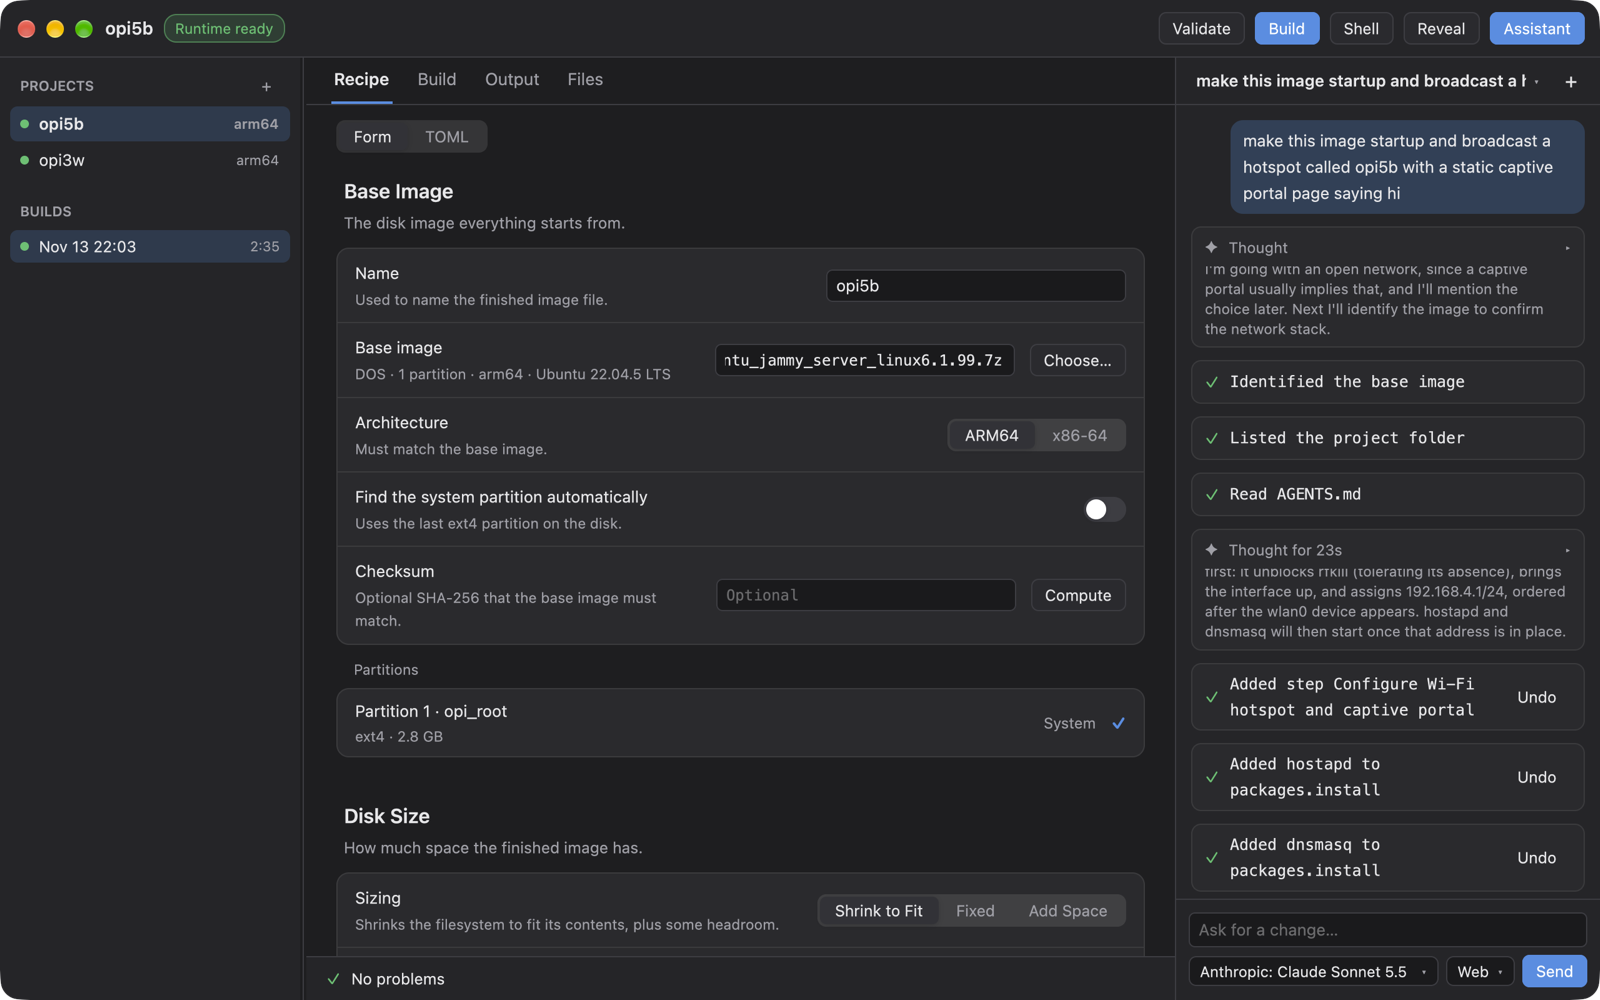 opi5b
Runtime ready
Validate
Build
Shell
Reveal
Assistant
PROJECTS
+
opi5b
arm64
opi3w
arm64
BUILDS
Nov 13 22:03
2:35
Recipe
Build
Output
Files
Form
TOML
Base Image
The disk image everything starts from.
Name
Used to name the finished image file.
opi5b
Base image
DOS · 1 partition · arm64 · Ubuntu 22.04.5 LTS
ntu_jammy_server_linux6.1.99.7z
Choose...
Architecture
Must match the base image.
ARM64
x86-64
Find the system partition automatically
Uses the last ext4 partition on the disk.
Checksum
Optional SHA-256 that the base image must
match.
Optional
Compute
Partitions
Partition 1 · opi_root
ext4 · 2.8 GB
System
Disk Size
How much space the finished image has.
Sizing
Shrinks the filesystem to fit its contents, plus some headroom.
Shrink to Fit
Fixed
Add Space
No problems
make this image startup and broadcast a h
+
make this image startup and broadcast a
hotspot called opi5b with a static captive
portal page saying hi
Thought
I'm going with an open network, since a captive
portal usually implies that, and I'll mention the
choice later. Next I'll identify the image to confirm
the network stack.
Identified the base image
Listed the project folder
Read AGENTS.md
Thought for 23s
first: it unblocks rfkill (tolerating its absence), brings
the interface up, and assigns 192.168.4.1/24, ordered
after the wlan0 device appears. hostapd and
dnsmasq will then start once that address is in place.
Added step Configure Wi-Fi
hotspot and captive portal
Undo
Added hostapd to
packages.install
Undo
Added dnsmasq to
packages.install
Undo
Ask for a change...
Anthropic: Claude Sonnet 5.5
Web
Send